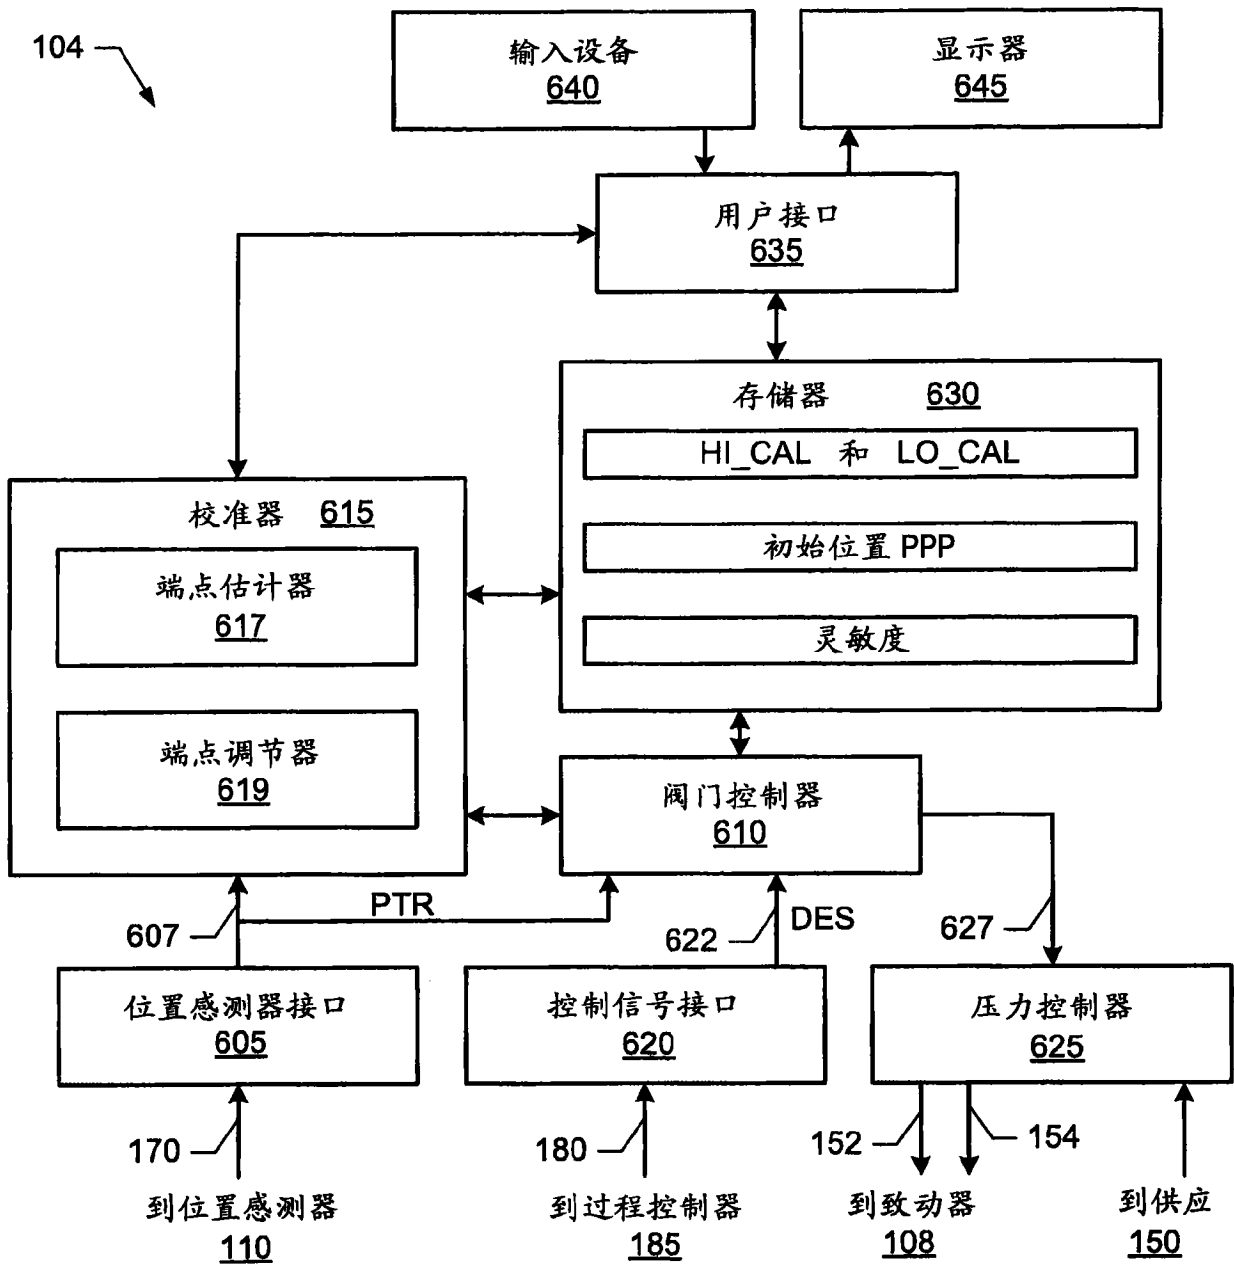 104
输入设备
640
显示器
645
用户接口
635
存储器 630
HI_CAL 和 LO_CAL
初始位置 PPP
灵敏度
校准器 615
端点估计器
617
端点调节器
619
阀门控制器
610
PTR
607
DES
622
627
位置感测器接口
605
控制信号接口
620
压力控制器
625
170
180
152
154
到位置感测器
110
到过程控制器
185
到致动器
108
到供应
150